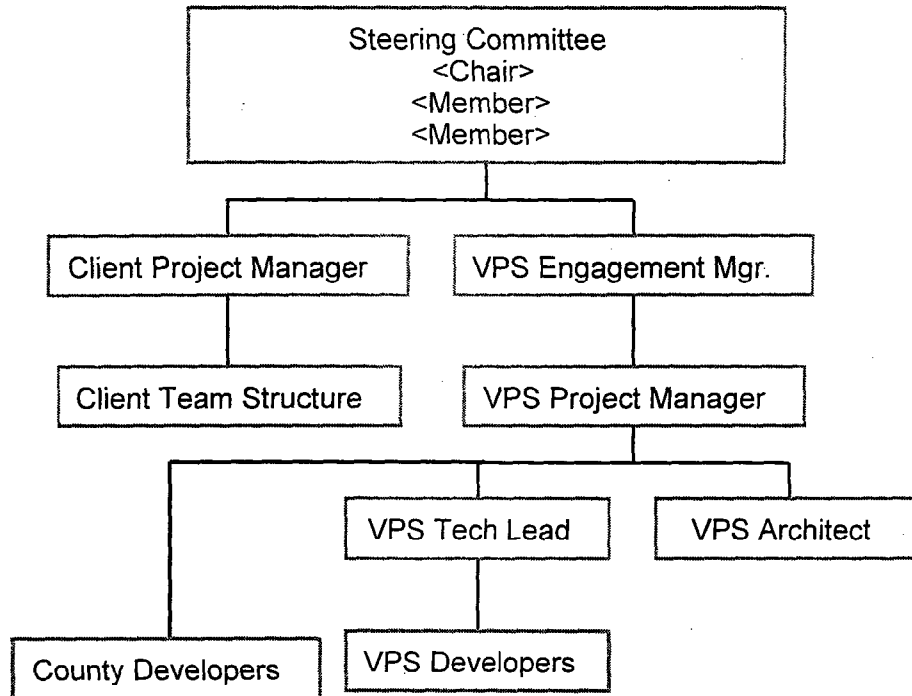 Steering Committee
<Chair>
<Member>
<Member>
Client Project Manager
VPS Engagement Mgr.
Client Team Structure
VPS Project Manager
VPS Tech Lead
VPS Architect
County Developers
VPS Developers